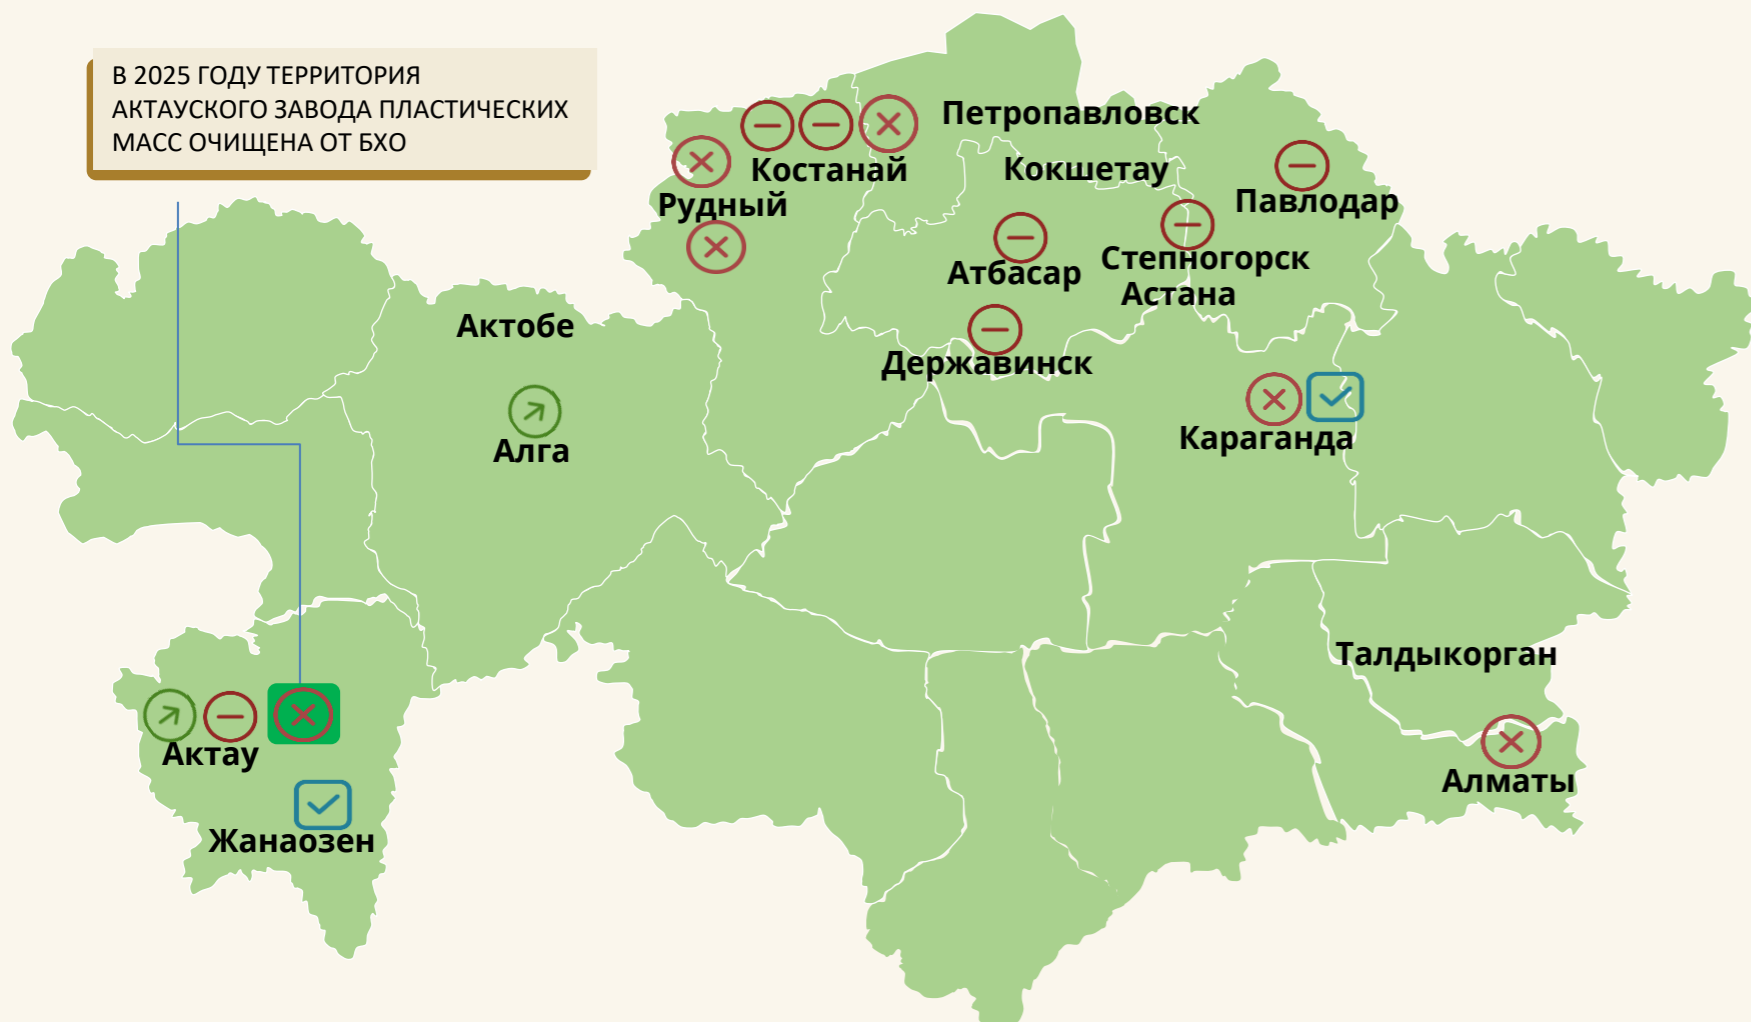 В 2025 ГОДУ ТЕРРИТОРИЯ
АКТАУСКОГО ЗАВОДА ПЛАСТИЧЕСКИХ
МАСС ОЧИЩЕНА ОТ БХО
Петропавловск
Костанай
Кокшетау
Рудный
Павлодар
Атбасар
Степногорск
Астана
Актобе
Державинск
Алга
Караганда
Талдыкорган
Актау
Алматы
Жанаозен